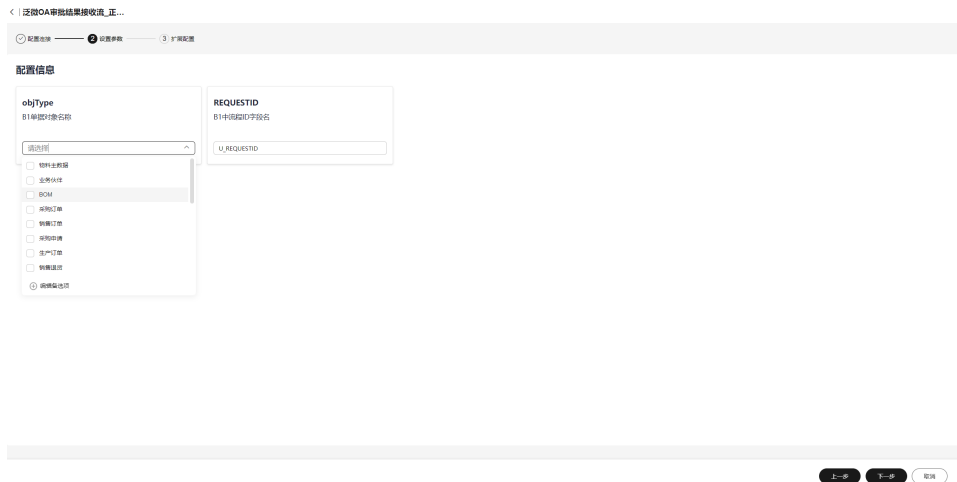 泛微OA审批结果接收流_正...
配置连接
2 设置参数
3 扩展配置
配置信息
objType
B1单据对象名称
请选择
物料主数据
业务伙伴
BOM
采购订单
销售订单
采购申请
生产订单
销售退货
编辑备选项
REQUESTID
B1中流程ID字段名
U_REQUESTID
上一步
下一步
取消